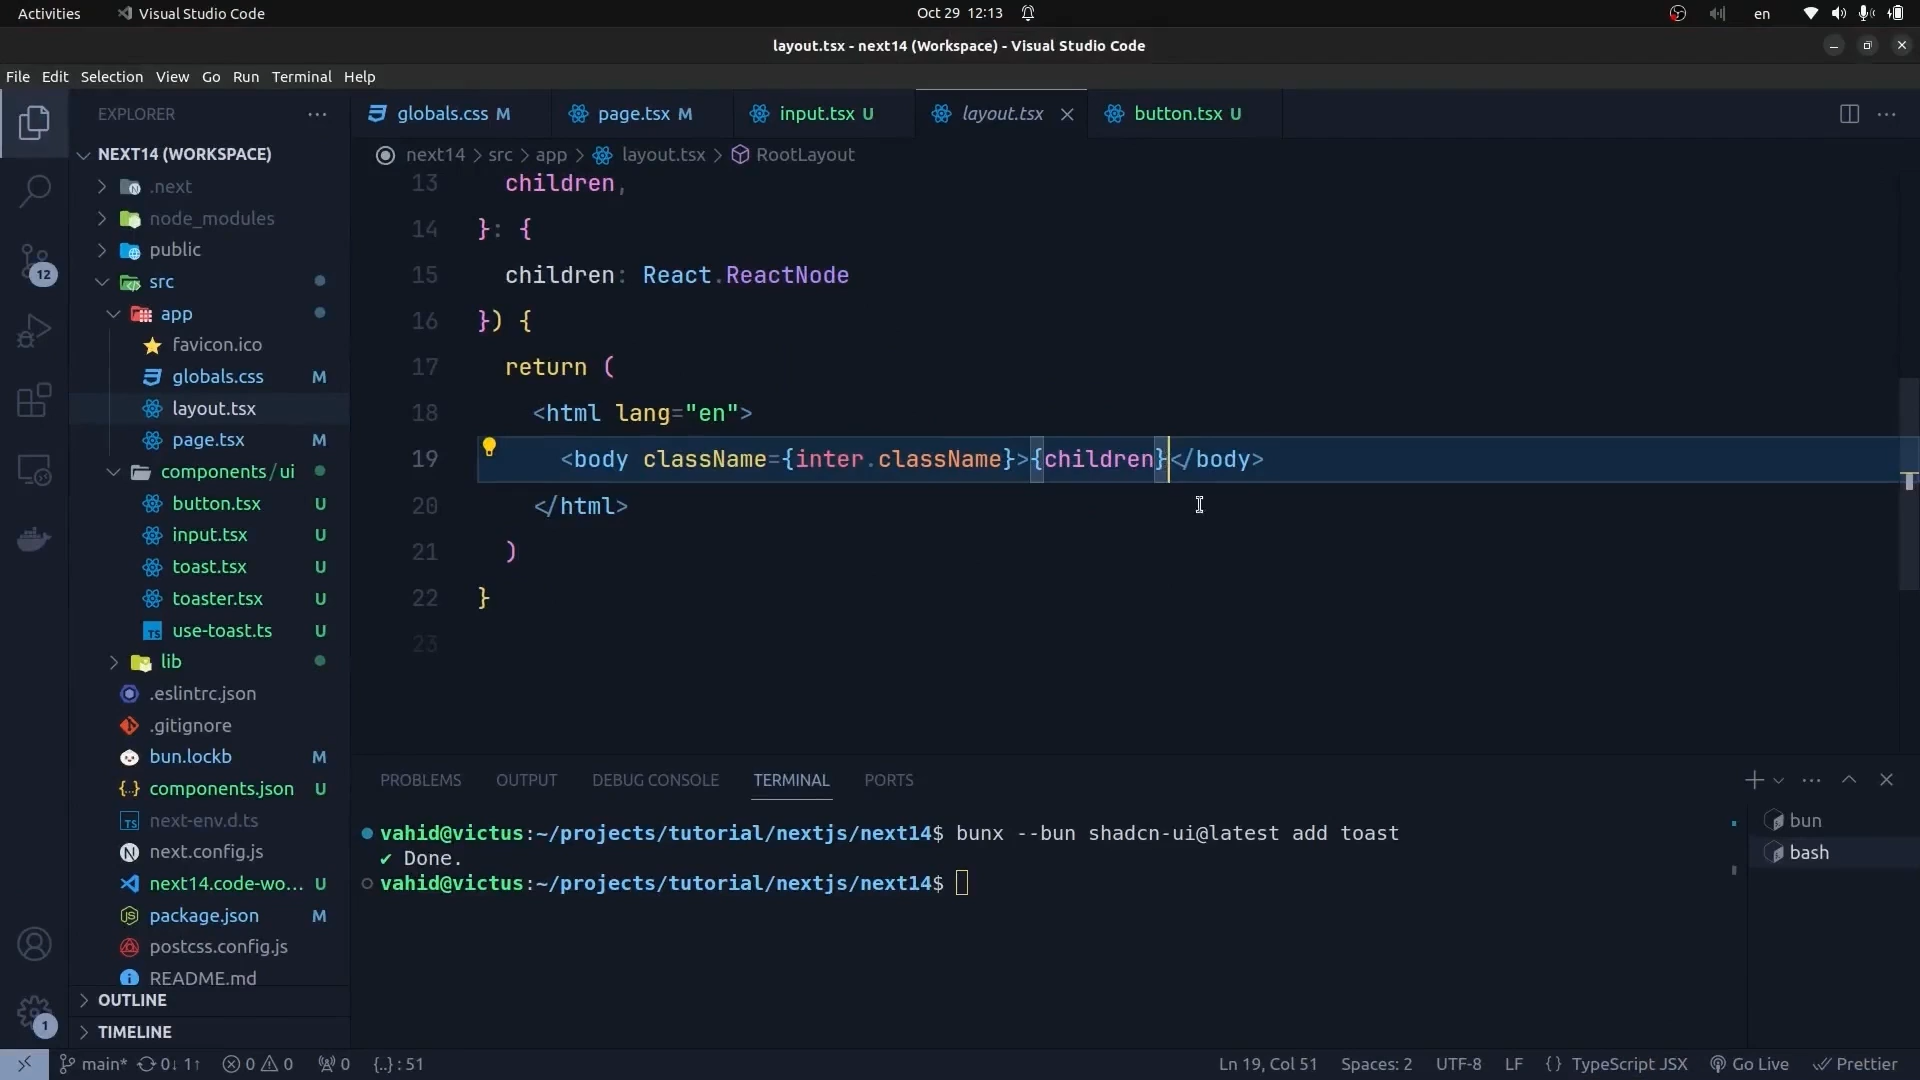 Activities
Visual Studio Code
Oct 29 12:13
en
layout.tsx - next14 (Workspace) - Visual Studio Code
File Edit Selection View Go Run Terminal Help
EXPLORER
globals.css M
page.tsx M
input.tsx U
layout.tsx
button.tsx U
NEXT14 (WORKSPACE)
.next
node_modules
public
src
app
favicon.ico
globals.css M
layout.tsx
page.tsx M
components/ui
button.tsx U
input.tsx U
toast.tsx U
toaster.tsx U
use-toast.ts U
lib
.eslintrc.json
.gitignore
bun.lockb M
components.json U
next-env.d.ts
next.config.js
next14.code-wo... U
package.json M
postcss.config.js
README.md
OUTLINE
TIMELINE
12
1
next14 > src > app > layout.tsx > RootLayout
13 children,
14 }: {
15 children: React.ReactNode
16 }) {
17 return (
18 <html lang="en">
19 <body className={inter.className}>{children}</body>
20 </html>
21 )
22 }
23
PROBLEMS OUTPUT DEBUG CONSOLE TERMINAL PORTS
vahid@victus:~/projects/tutorial/nextjs/next14$ bunx --bun shadcn-ui@latest add toast
✔ Done.
vahid@victus:~/projects/tutorial/nextjs/next14$
bun
bash
main* 0↓ 1↑ 0 0 0 {..} : 51
Ln 19, Col 51 Spaces: 2 UTF-8 LF {} TypeScript JSX Go Live Prettier